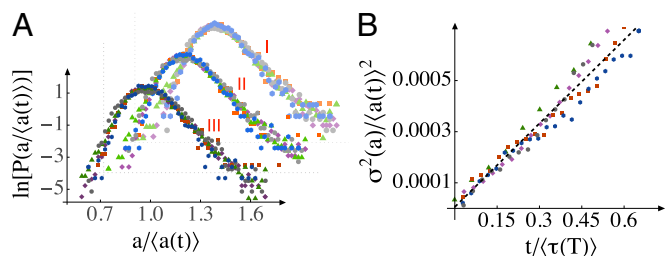 A
ln[P(a/⟨a(t)⟩)]
1
−1
−3
−5
0.7 1.0 1.3 1.6
a/⟨a(t)⟩
I
II
III
B
σ²(a)/⟨a(t)⟩²
0.0005
0.0003
0.0001
0.15 0.3 0.45 0.6
t/⟨τ(T)⟩